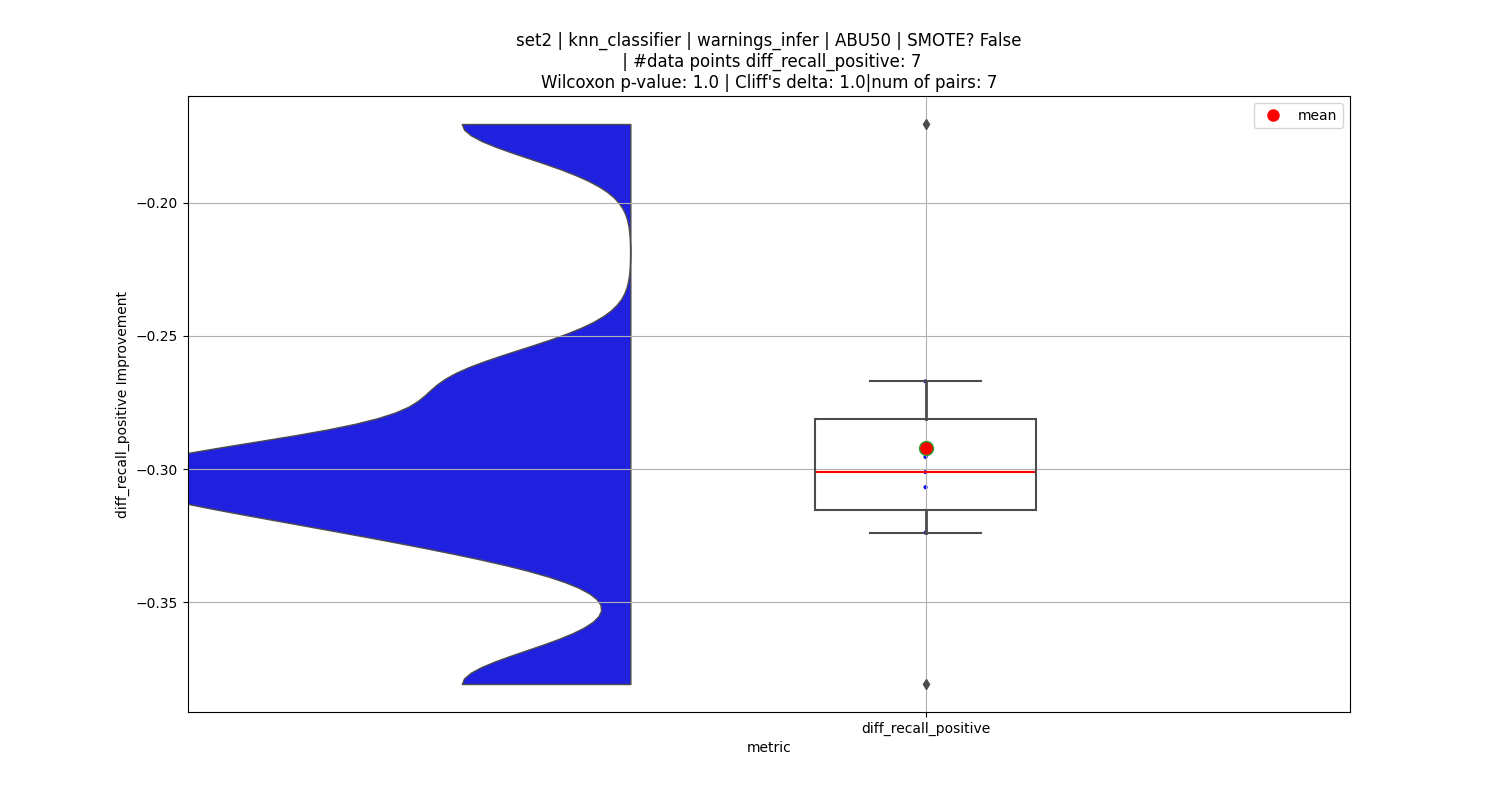 set2 | knn_classifier | warnings_infer | ABU50 | SMOTE? False
| #data points diff_recall_positive: 7
Wilcoxon p-value: 1.0 | Cliff's delta: 1.0|num of pairs: 7
mean
−0.20
−0.25
−0.30
−0.35
diff_recall_positive Improvement
diff_recall_positive
metric